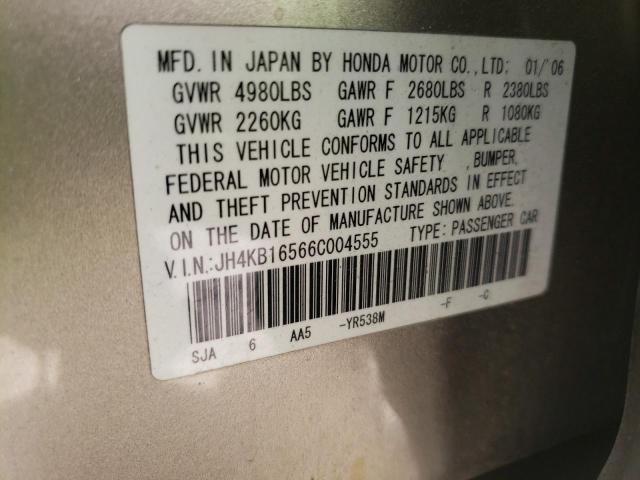 MFD. IN JAPAN BY HONDA MOTOR CO.,LTD: 01/'06
GVWR 4980LBS GAWR F 2680LBS R 2380LBS
GVWR 2260KG GAWR F 1215KG R 1080KG
THIS VEHICLE CONFORMS TO ALL APPLICABLE
FEDERAL MOTOR VEHICLE SAFETY ,BUMPER,
AND THEFT PREVENTION STANDARDS IN EFFECT
ON THE DATE OF MANUFACTURE SHOWN ABOVE.
V.I.N.:JH4KB16566C004555 TYPE: PASSENGER CAR
SJA 6 AA5 -YR538M -F -C